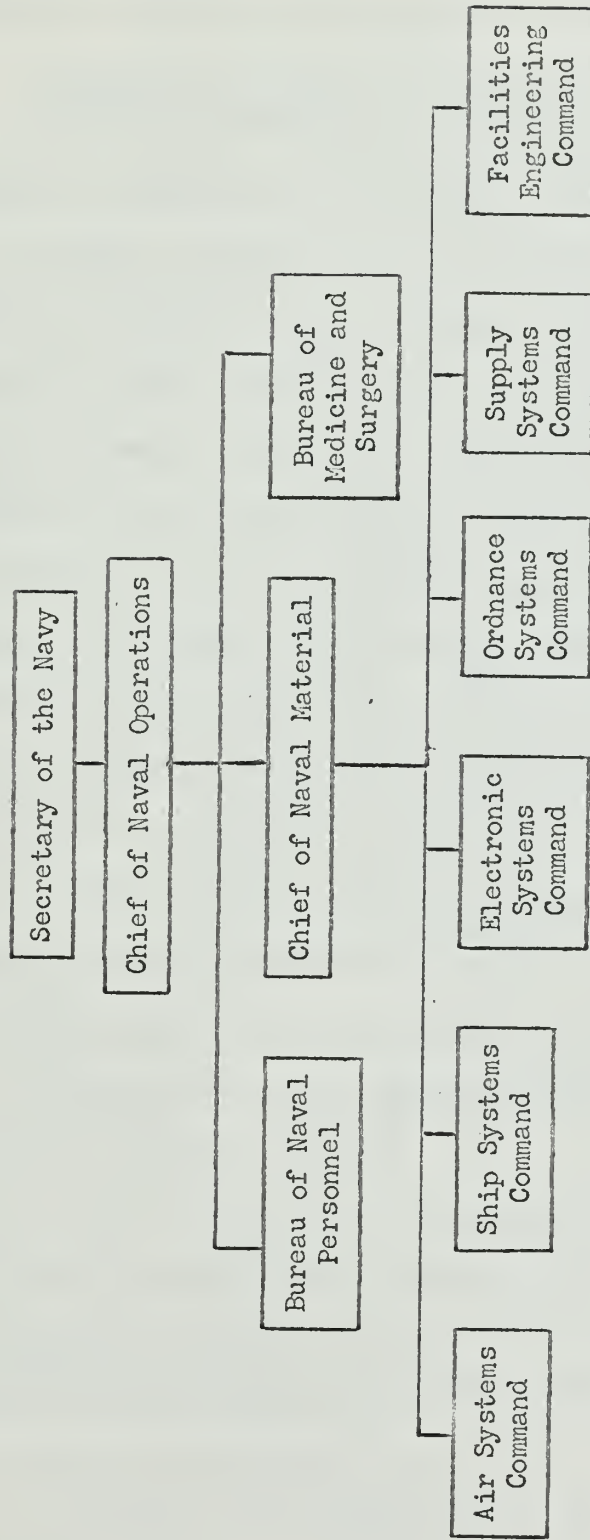 Secretary of the Navy
Chief of Naval Operations
Bureau of Naval
Personnel
Chief of Naval Material
Bureau of
Medicine and
Surgery
Air Systems
Command
Ship Systems
Command
Electronic
Systems
Command
Ordnance
Systems
Command
Supply
Systems
Command
Facilities
Engineering
Command